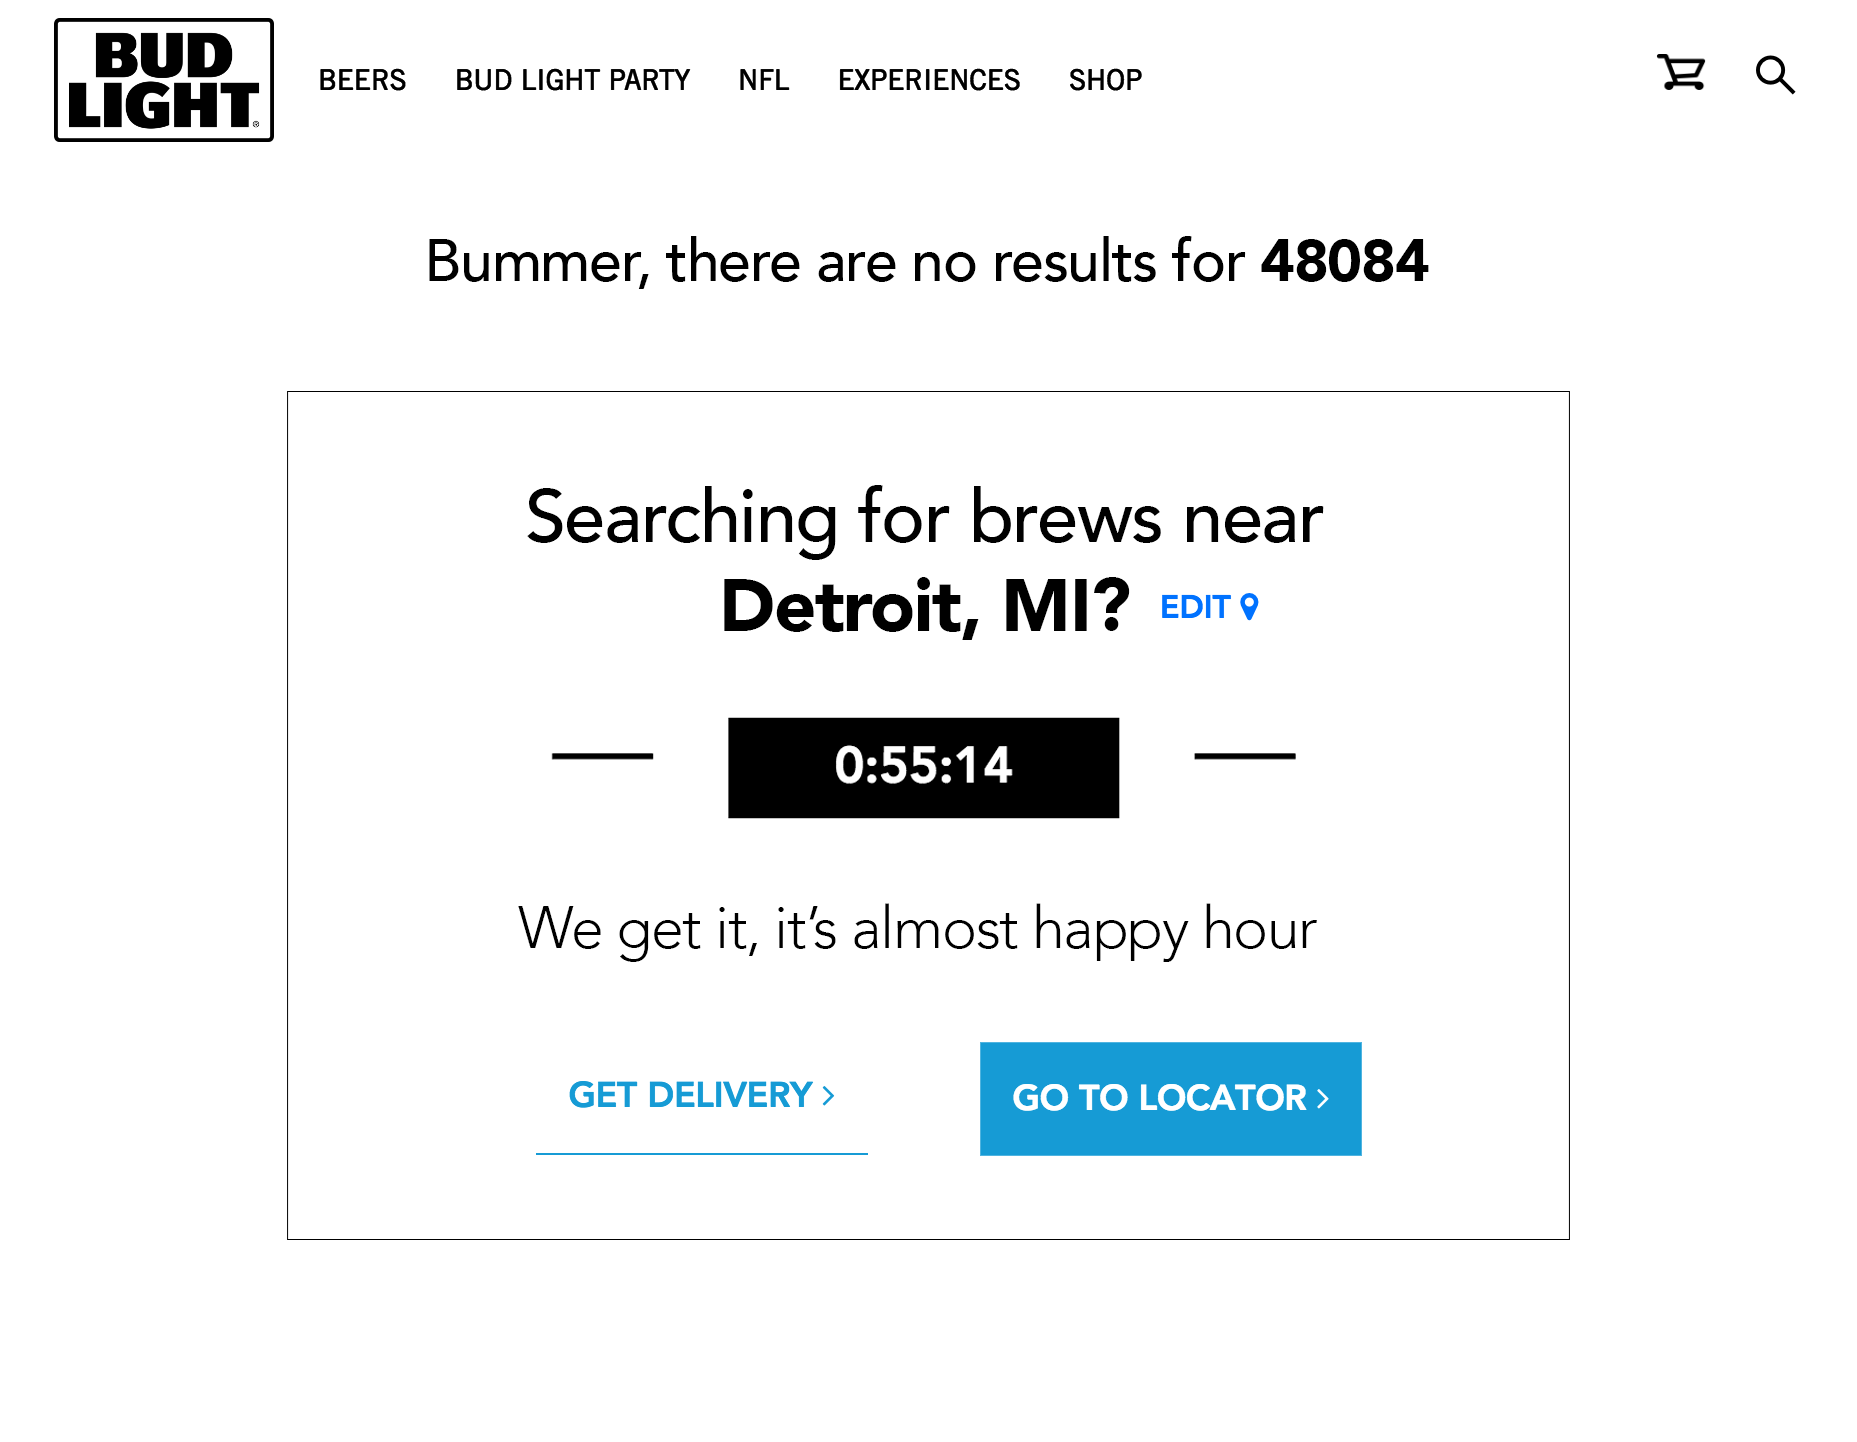 BUD
LIGHT®
BEERS BUD LIGHT PARTY NFL EXPERIENCES SHOP
Bummer, there are no results for 48084
Searching for brews near
Detroit, MI? EDIT
0:55:14
We get it, it’s almost happy hour
GET DELIVERY >
GO TO LOCATOR >